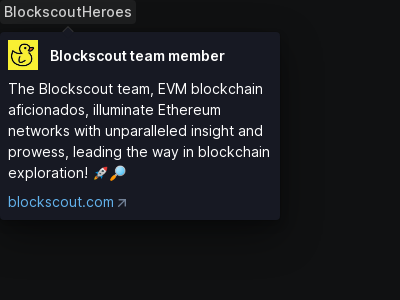 BlockscoutHeroes
Blockscout team member
The Blockscout team, EVM blockchain
aficionados, illuminate Ethereum
networks with unparalleled insight and
prowess, leading the way in blockchain
exploration! 🚀🔎
blockscout.com ↗